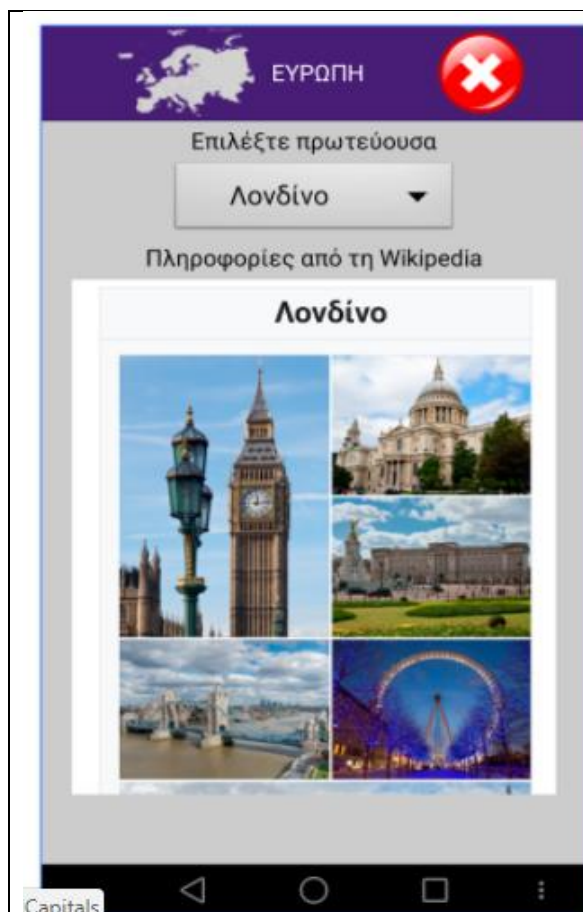 ΕΥΡΩΠΗ
Επιλέξτε πρωτεύουσα
Λονδίνο
Πληροφορίες από τη Wikipedia
Λονδίνο
Capitals